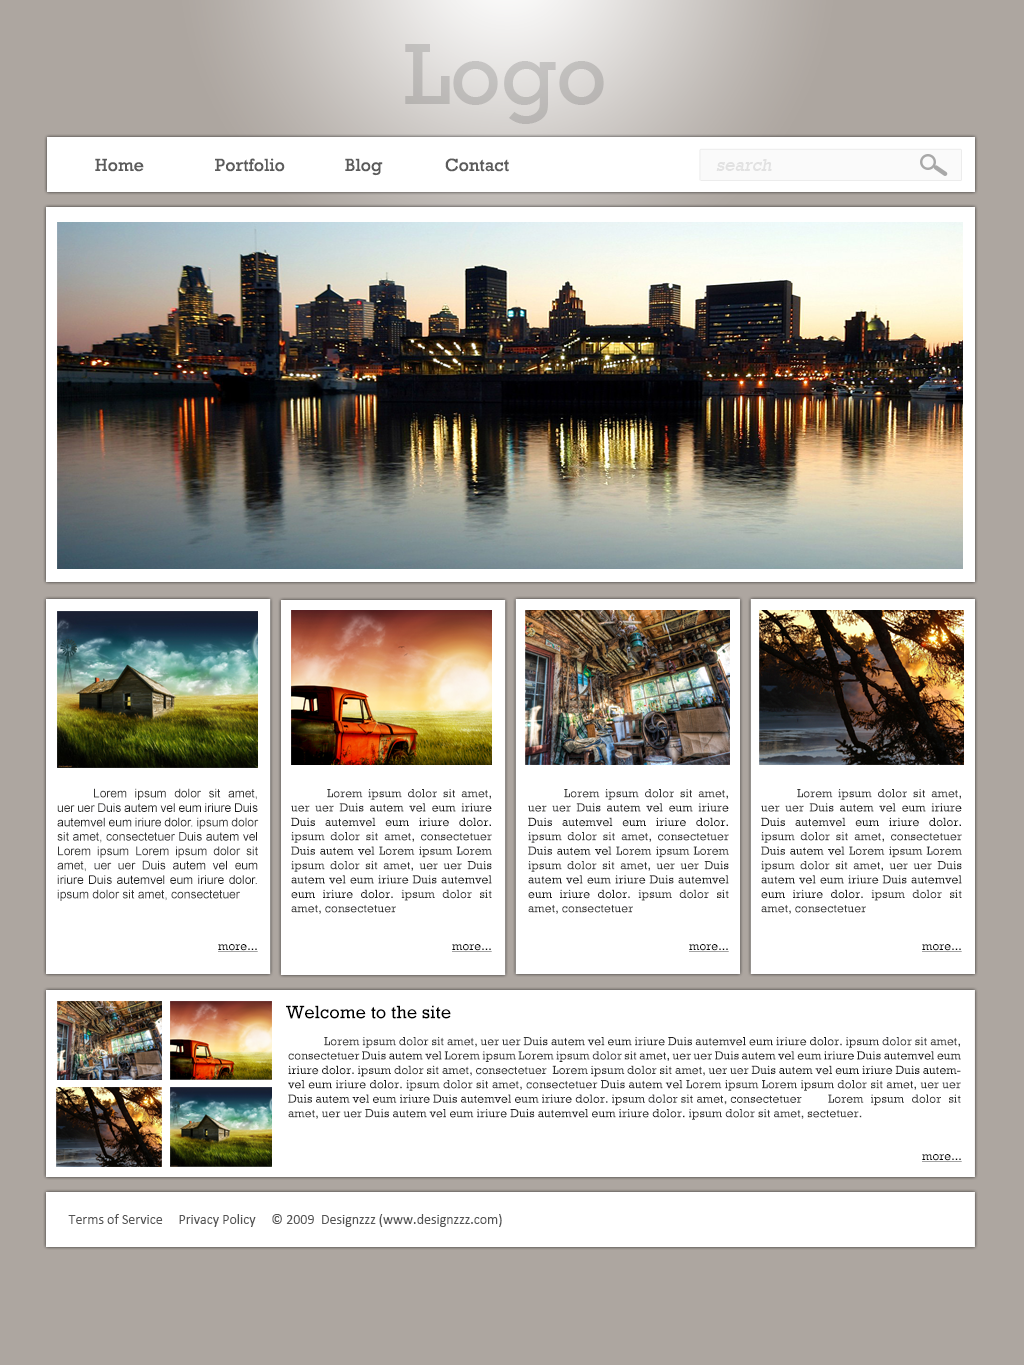 Logo
Home Portfolio Blog Contact search
Lorem ipsum dolor sit amet,
uer uer Duis autem vel eum iriure Duis
autemvel eum iriure dolor. ipsum dolor
sit amet, consectetuer Duis autem vel
Lorem ipsum Lorem ipsum dolor sit
amet, uer uer Duis autem vel eum
iriure Duis autemvel eum iriure dolor.
ipsum dolor sit amet, consectetuer
more...
Lorem ipsum dolor sit amet,
uer uer Duis autem vel eum iriure
Duis autemvel eum iriure dolor.
ipsum dolor sit amet, consectetuer
Duis autem vel Lorem ipsum Lorem
ipsum dolor sit amet, uer uer Duis
autem vel eum iriure Duis autemvel
eum iriure dolor. ipsum dolor sit
amet, consectetuer
more...
Lorem ipsum dolor sit amet,
uer uer Duis autem vel eum iriure
Duis autemvel eum iriure dolor.
ipsum dolor sit amet, consectetuer
Duis autem vel Lorem ipsum Lorem
ipsum dolor sit amet, uer uer Duis
autem vel eum iriure Duis autemvel
eum iriure dolor. ipsum dolor sit
amet, consectetuer
more...
Lorem ipsum dolor sit amet,
uer uer Duis autem vel eum iriure
Duis autemvel eum iriure dolor.
ipsum dolor sit amet, consectetuer
Duis autem vel Lorem ipsum Lorem
ipsum dolor sit amet, uer uer Duis
autem vel eum iriure Duis autemvel
eum iriure dolor. ipsum dolor sit
amet, consectetuer
more...
Welcome to the site
Lorem ipsum dolor sit amet, uer uer Duis autem vel eum iriure Duis autemvel eum iriure dolor. ipsum dolor sit amet,
consectetuer Duis autem vel Lorem ipsum Lorem ipsum dolor sit amet, uer uer Duis autem vel eum iriure Duis autemvel eum
iriure dolor. ipsum dolor sit amet, consectetuer Lorem ipsum dolor sit amet, uer uer Duis autem vel eum iriure Duis autem-
vel eum iriure dolor. ipsum dolor sit amet, consectetuer Duis autem vel Lorem ipsum Lorem ipsum dolor sit amet, uer uer
Duis autem vel eum iriure Duis autemvel eum iriure dolor. ipsum dolor sit amet, consectetuer Lorem ipsum dolor sit
amet, uer uer Duis autem vel eum iriure Duis autemvel eum iriure dolor. ipsum dolor sit amet, sectetuer.
more...
Terms of Service Privacy Policy © 2009 Designzzz (www.designzzz.com)